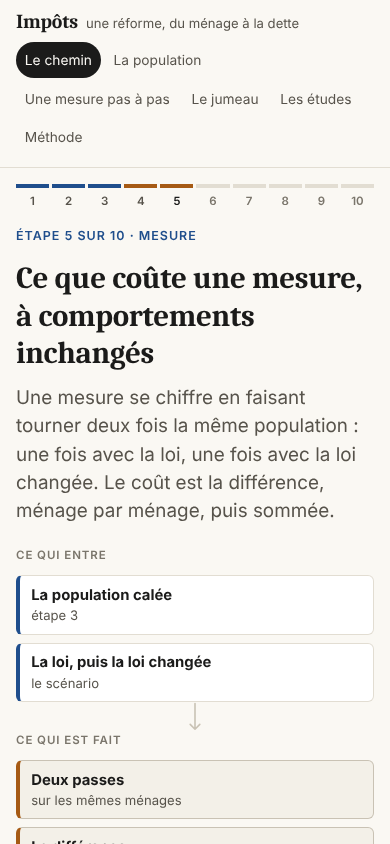 Impôts une réforme, du ménage à la dette
Le chemin La population
Une mesure pas à pas Le jumeau Les études
Méthode
1 2 3 4 5 6 7 8 9 10
ÉTAPE 5 SUR 10 · MESURE
Ce que coûte une mesure,
à comportements
inchangés
Une mesure se chiffre en faisant
tourner deux fois la même population :
une fois avec la loi, une fois avec la loi
changée. Le coût est la différence,
ménage par ménage, puis sommée.
CE QUI ENTRE
La population calée
étape 3
La loi, puis la loi changée
le scénario
CE QUI EST FAIT
Deux passes
sur les mêmes ménages